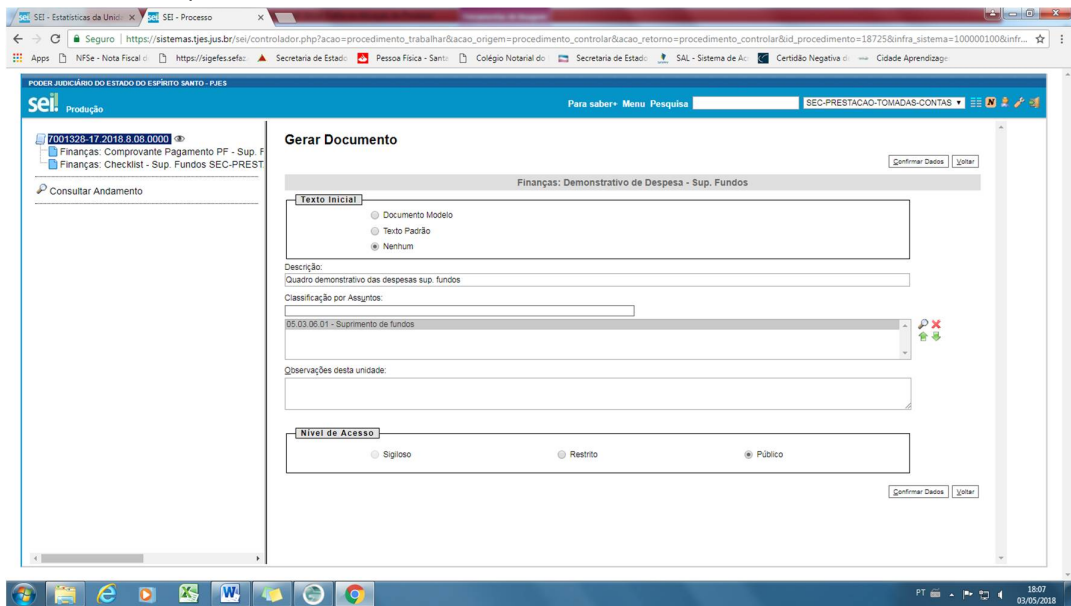 SEI - Estatísticas da Unid
SEI - Processo
Seguro | https://sistemas.tjes.jus.br/sei/controlador.php?acao=procedimento_trabalhar&acao_origem=procedimento_controlar&acao_retorno=procedimento_controlar&id_procedimento=18725&infra_sistema=100000100&infr...
Apps NFSe - Nota Fiscal d https://sigefes.sefaz. Secretaria de Estado Pessoa Física - Santa Colégio Notarial do Secretaria de Estado SAL - Sistema de Ac Certidão Negativa d Cidade Aprendizage
PODER JUDICIÁRIO DO ESTADO DO ESPÍRITO SANTO - PJES
sei! Produção
Para saber+ Menu Pesquisa
SEC-PRESTACAO-TOMADAS-CONTAS
7001328-17.2018.8.08.0000
Finanças: Comprovante Pagamento PF - Sup. F
Finanças: Checklist - Sup. Fundos SEC-PREST
Consultar Andamento
Gerar Documento
Confirmar Dados Voltar
Finanças: Demonstrativo de Despesa - Sup. Fundos
Texto Inicial
Documento Modelo
Texto Padrão
Nenhum
Descrição:
Quadro demonstrativo das despesas sup. fundos
Classificação por Assuntos:
05.03.06.01 - Suprimento de fundos
Observações desta unidade:
Nível de Acesso
Sigiloso Restrito Público
Confirmar Dados Voltar
PT
18:07
03/05/2018